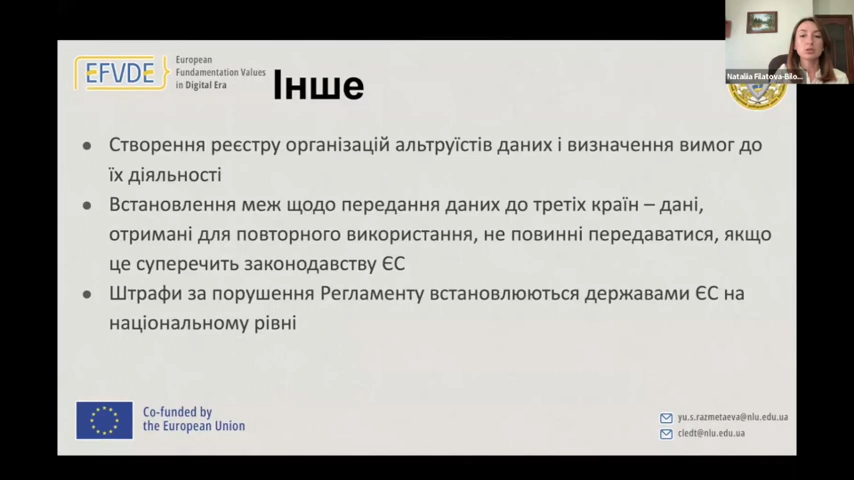 EFVDE
European
Fundamentation Values
in Digital Era
Інше
Nataliia Filatova-Bilo...
● Створення реєстру організацій альтруїстів даних і визначення вимог до
їх діяльності
● Встановлення меж щодо передання даних до третіх країн – дані,
отримані для повторного використання, не повинні передаватися, якщо
це суперечить законодавству ЄС
● Штрафи за порушення Регламенту встановлюються державами ЄС на
національному рівні
Co-funded by
the European Union
yu.s.razmetaeva@nlu.edu.ua
cledt@nlu.edu.ua